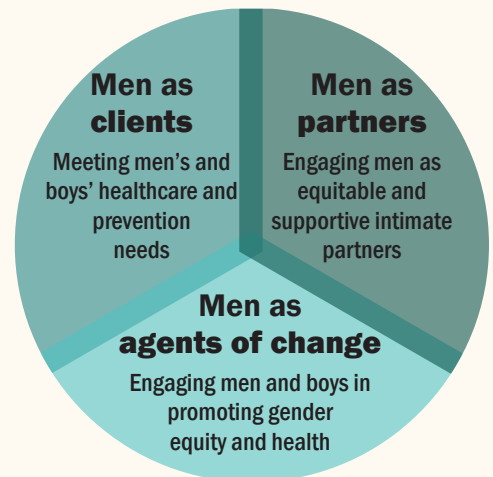 Men as
clients
Meeting men's and
boys' healthcare and
prevention
needs
Men as
partners
Engaging men as
equitable and
supportive intimate
partners
Men as
agents of change
Engaging men and boys in
promoting gender
equity and health